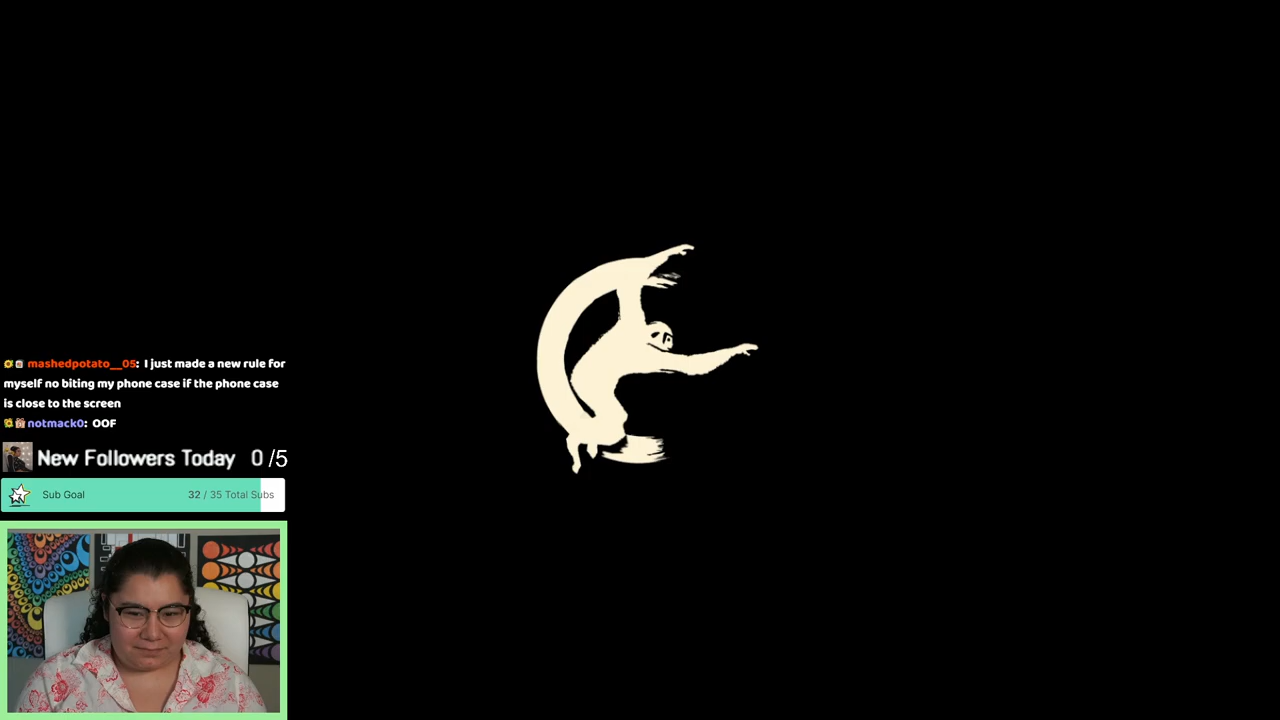 mashedpotato__05: I just made a new rule for
myself no biting my phone case if the phone case
is close to the screen
notmack0: OOF
New Followers Today 0 /5
Sub Goal 32 / 35 Total Subs